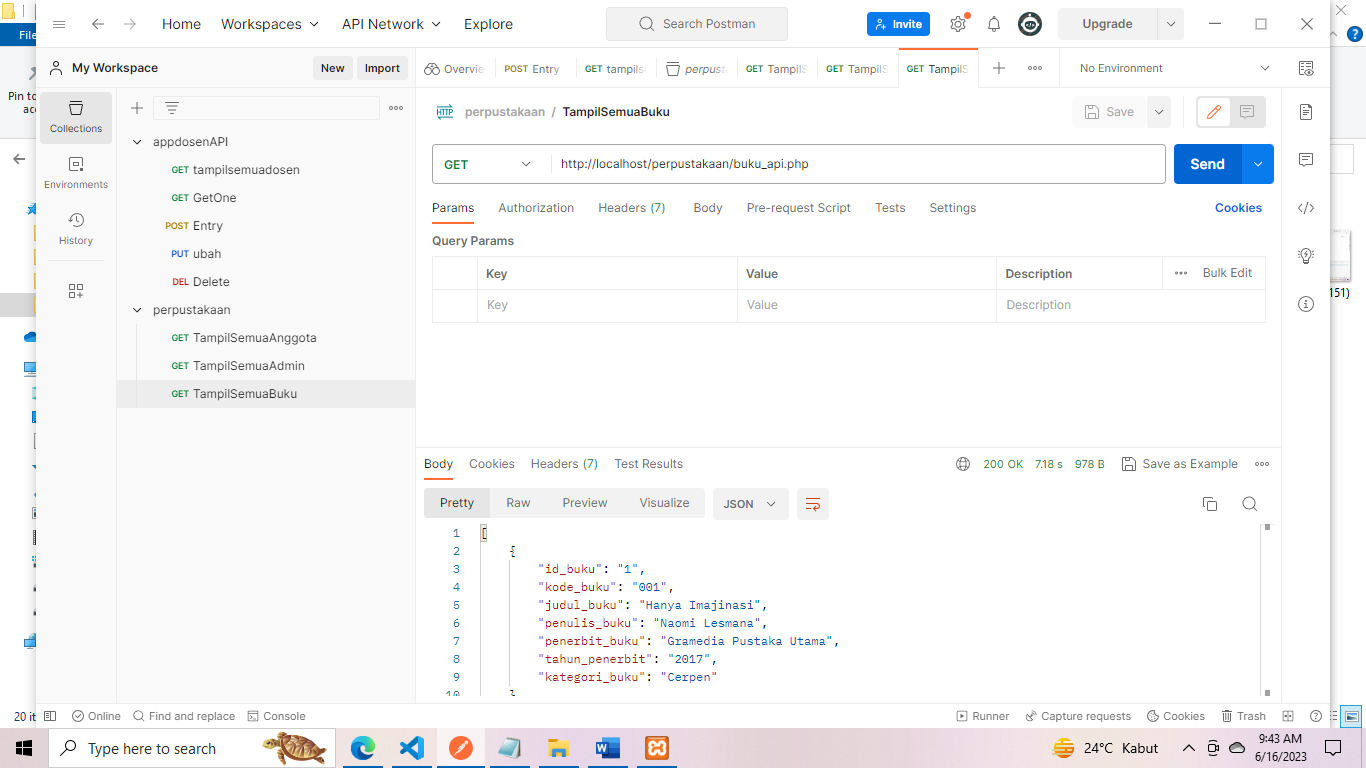 File
Home Workspaces API Network Explore Search Postman Invite Upgrade
My Workspace New Import Overvie POST Entry GET tampils perpust GET TampilS GET TampilS GET TampilS No Environment
Pin to
Collections
Environments
History
appdosenAPI
GET tampilsemuadosen
GET GetOne
POST Entry
PUT ubah
DEL Delete
perpustakaan
GET TampilSemuaAnggota
GET TampilSemuaAdmin
GET TampilSemuaBuku
HTTP perpustakaan / TampilSemuaBuku Save
GET http://localhost/perpustakaan/buku_api.php Send
Params Authorization Headers (7) Body Pre-request Script Tests Settings Cookies
Query Params
Key Value Description Bulk Edit
Key Value Description
151)
Body Cookies Headers (7) Test Results 200 OK 7.18 s 978 B Save as Example
Pretty Raw Preview Visualize JSON
1 [
2 {
3 "id_buku": "1",
4 "kode_buku": "001",
5 "judul_buku": "Hanya Imajinasi",
6 "penulis_buku": "Naomi Lesmana",
7 "penerbit_buku": "Gramedia Pustaka Utama",
8 "tahun_penerbit": "2017",
9 "kategori_buku": "Cerpen"
10 },
20 it Online Find and replace Console Runner Capture requests Cookies Trash
Type here to search 24°C Kabut 9:43 AM
6/16/2023